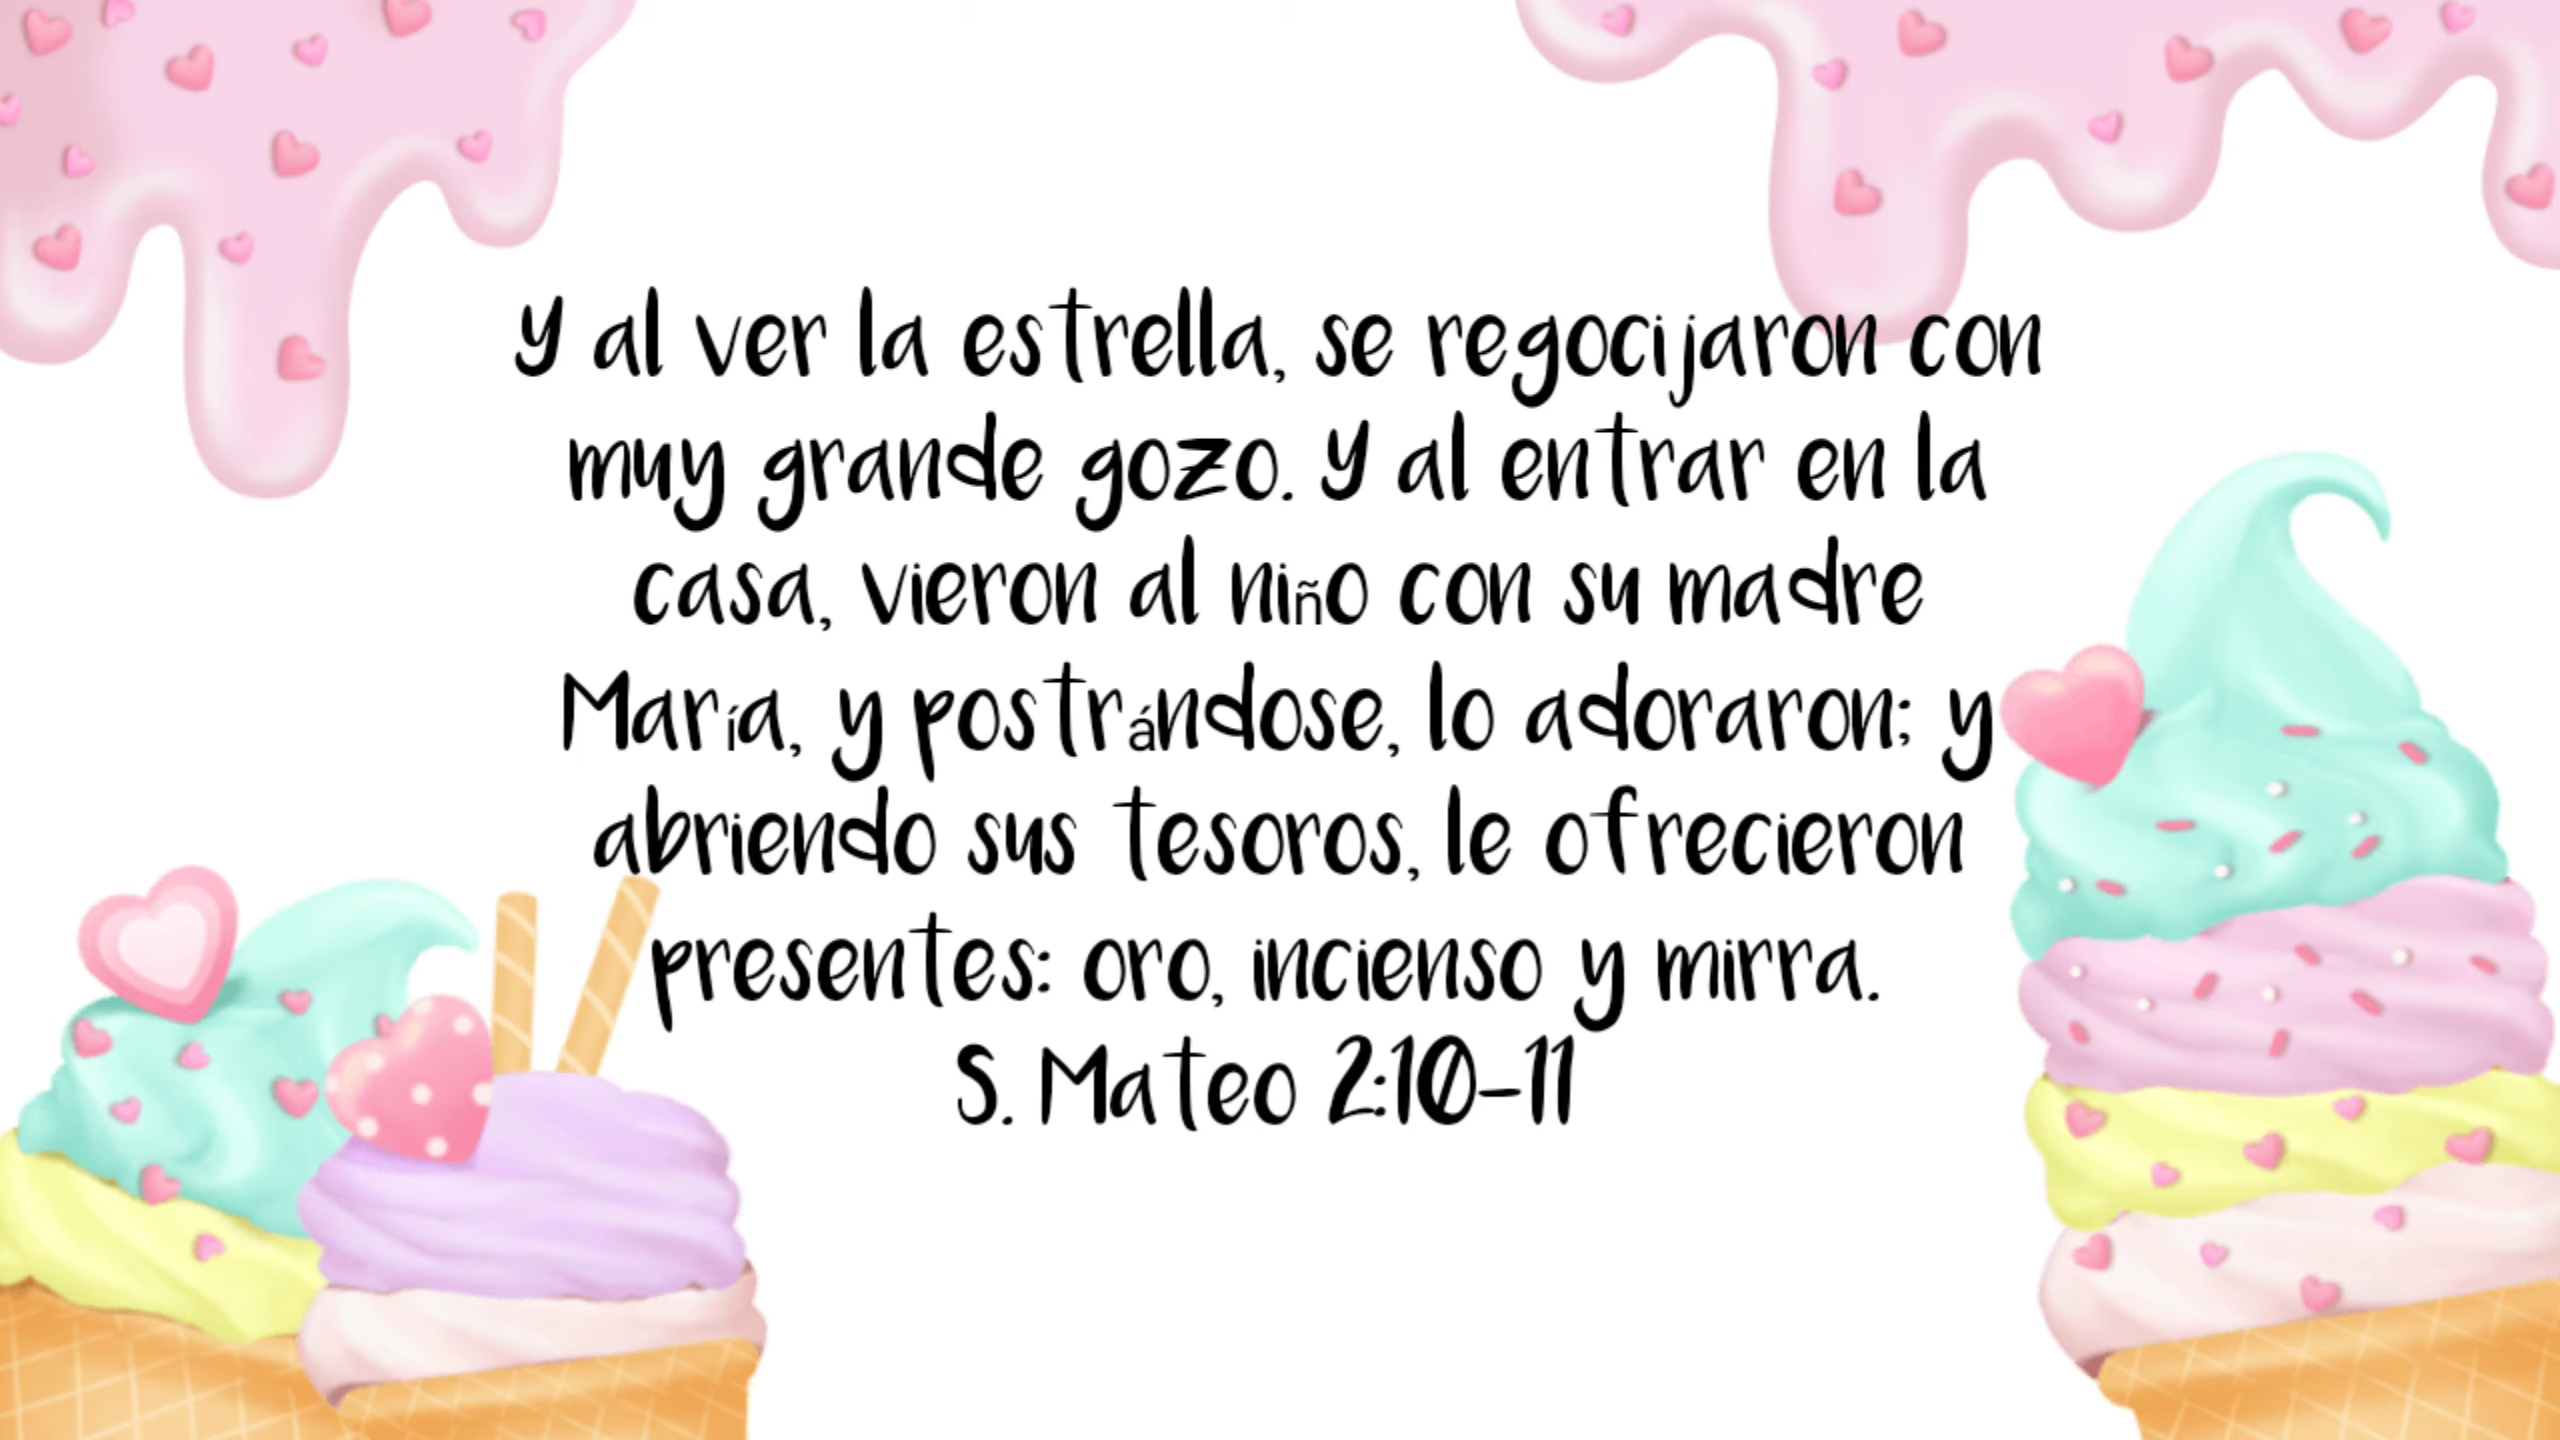 Y al ver la estrella, se regocijaron con
muy grande gozo. Y al entrar en la
casa, vieron al niño con su madre
María, y postrándose, lo adoraron; y
abriendo sus tesoros, le ofrecieron
presentes: oro, incienso y mirra.
S. Mateo 2:10-11